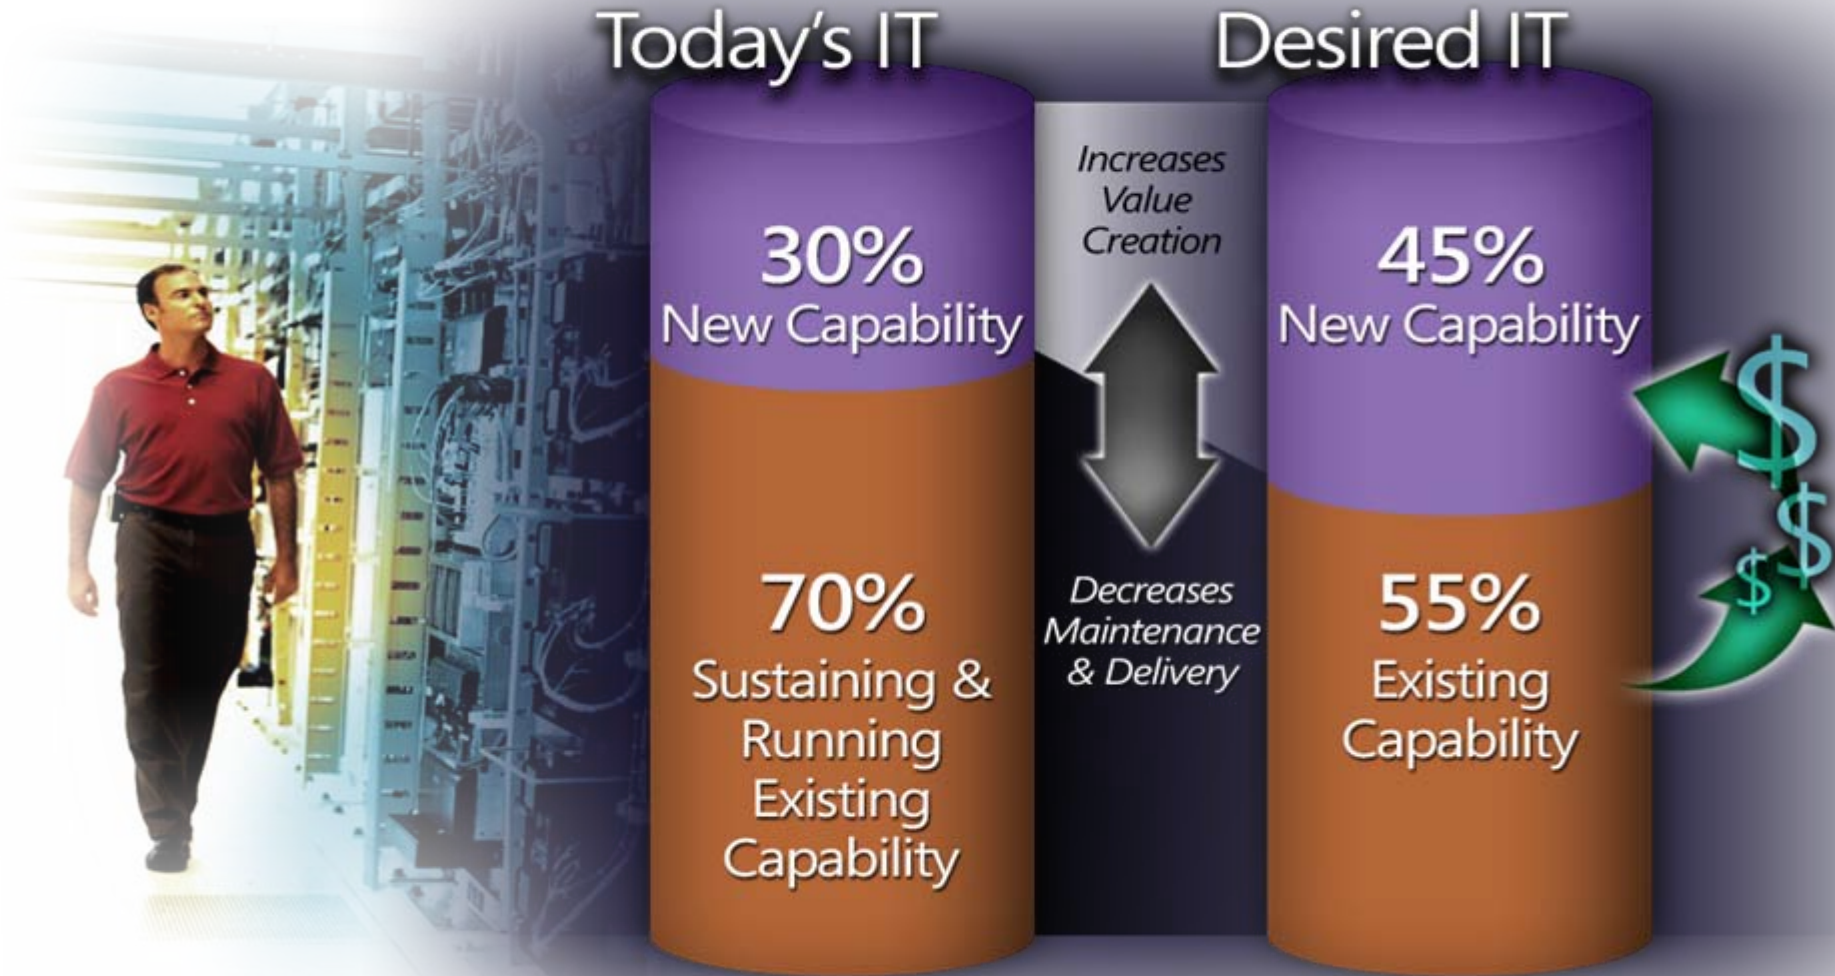 Today's IT
30%
New Capability
70%
Sustaining &
Running
Existing
Capability
Increases
Value
Creation
Decreases
Maintenance
& Delivery
Desired IT
45%
New Capability
55%
Existing
Capability
$
$
$